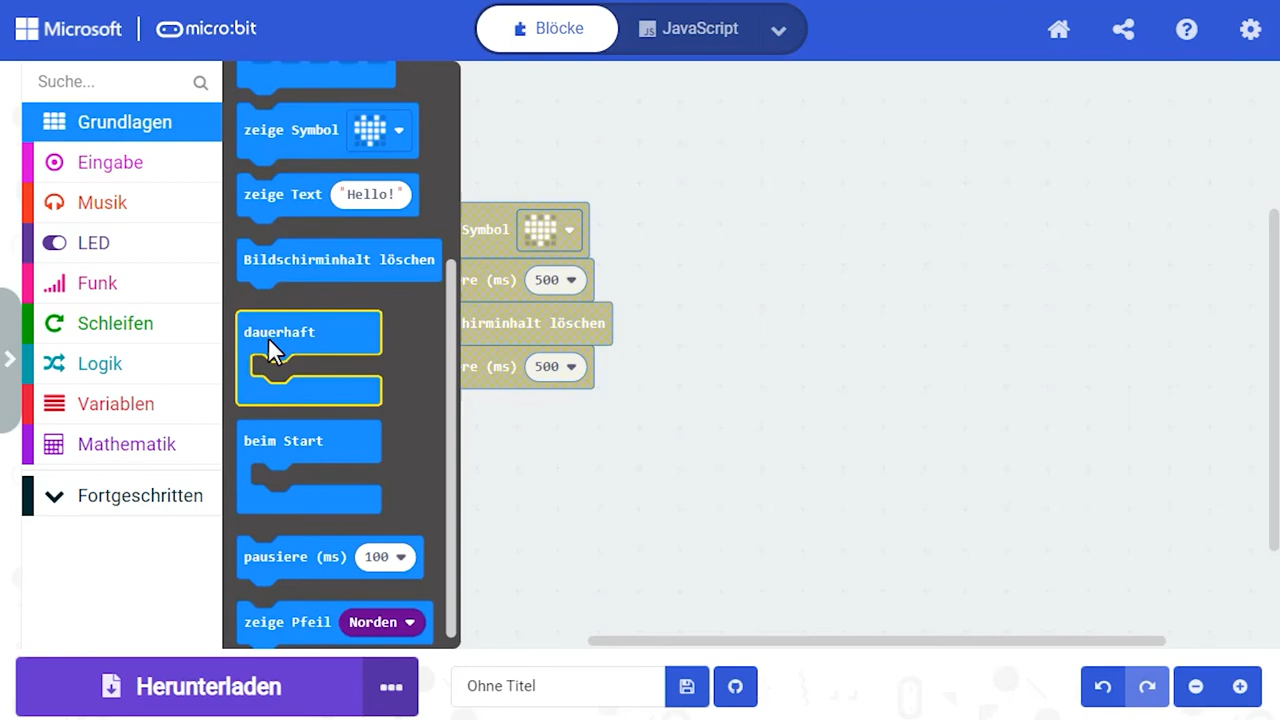 Microsoft
micro:bit
Blöcke
JavaScript
Suche...
Grundlagen
Eingabe
Musik
LED
Funk
Schleifen
Logik
Variablen
Mathematik
Fortgeschritten
zeige Symbol
zeige Text "Hello!"
Bildschirminhalt löschen
dauerhaft
beim Start
pausiere (ms) 100
zeige Pfeil Norden
Symbol
re (ms) 500
hirminhalt löschen
re (ms) 500
Herunterladen
Ohne Titel